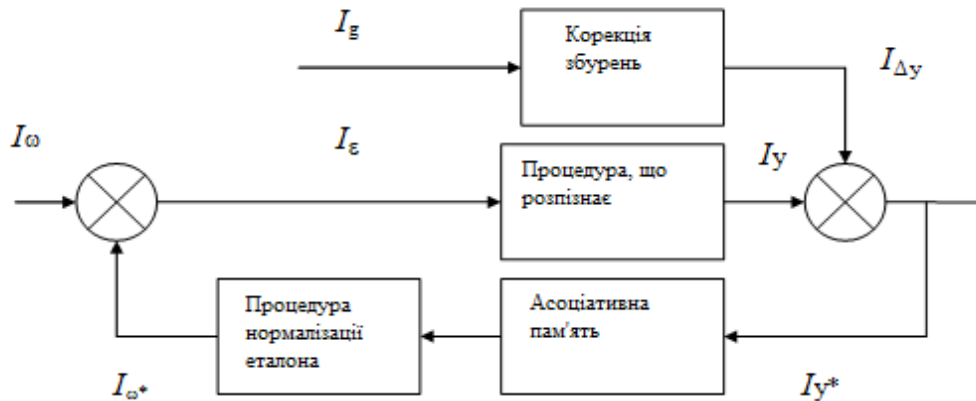 I_g
Корекція
збурень
I_Δy
I_ω
I_ε
Процедура, що
розпізнає
I_y
Процедура
нормалізації
еталона
Асоціативна
пам'ять
I_ω*
I_y*